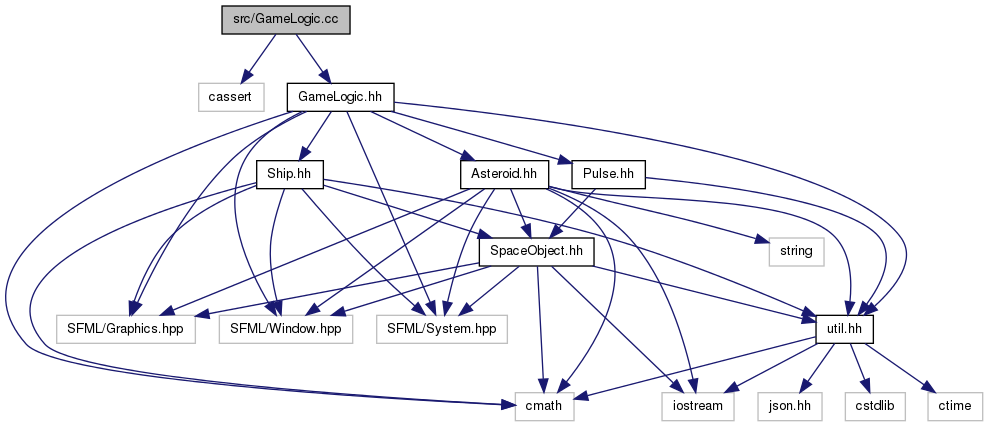 src/GameLogic.cc
cassert
GameLogic.hh
Ship.hh
Asteroid.hh
Pulse.hh
SpaceObject.hh
string
SFML/Graphics.hpp
SFML/Window.hpp
SFML/System.hpp
util.hh
cmath
iostream
json.hh
cstdlib
ctime